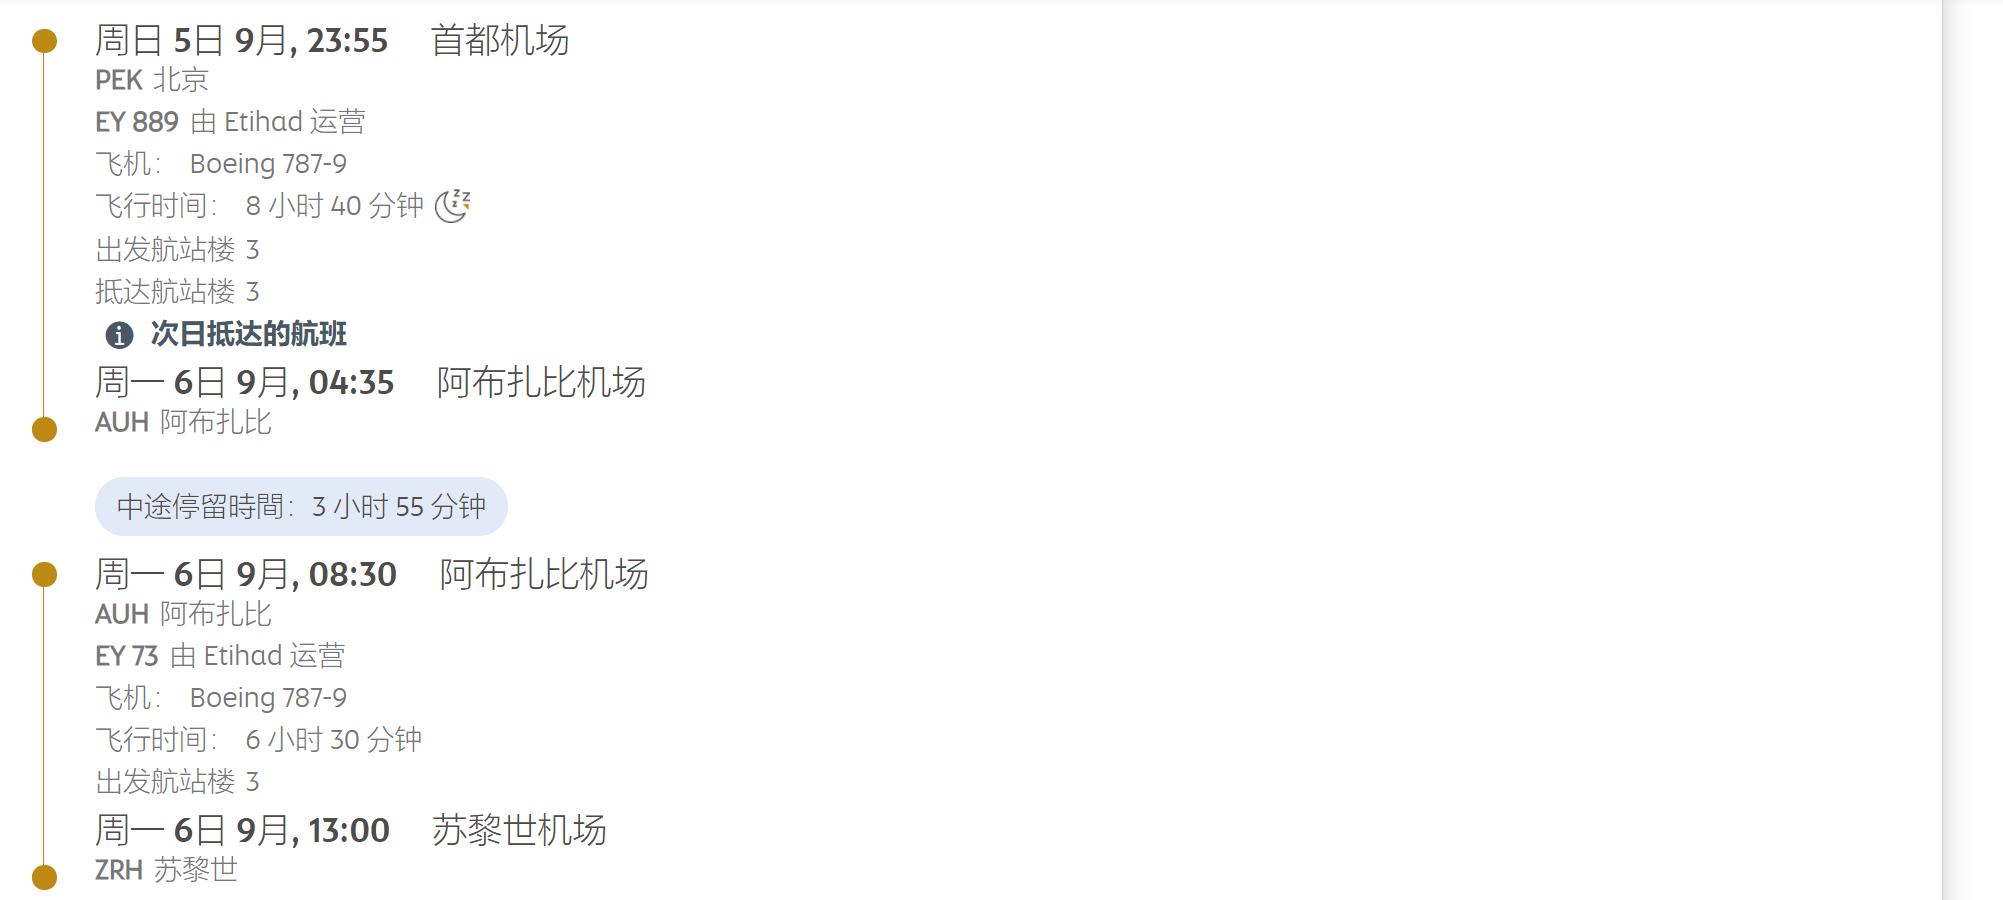 周日 5日 9月, 23:55 首都机场
PEK 北京
EY 889 由 Etihad 运营
飞机： Boeing 787-9
飞行时间： 8 小时 40 分钟
出发航站楼 3
抵达航站楼 3
次日抵达的航班
周一 6日 9月, 04:35 阿布扎比机场
AUH 阿布扎比
中途停留時間：3 小时 55 分钟
周一 6日 9月, 08:30 阿布扎比机场
AUH 阿布扎比
EY 73 由 Etihad 运营
飞机： Boeing 787-9
飞行时间： 6 小时 30 分钟
出发航站楼 3
周一 6日 9月, 13:00 苏黎世机场
ZRH 苏黎世